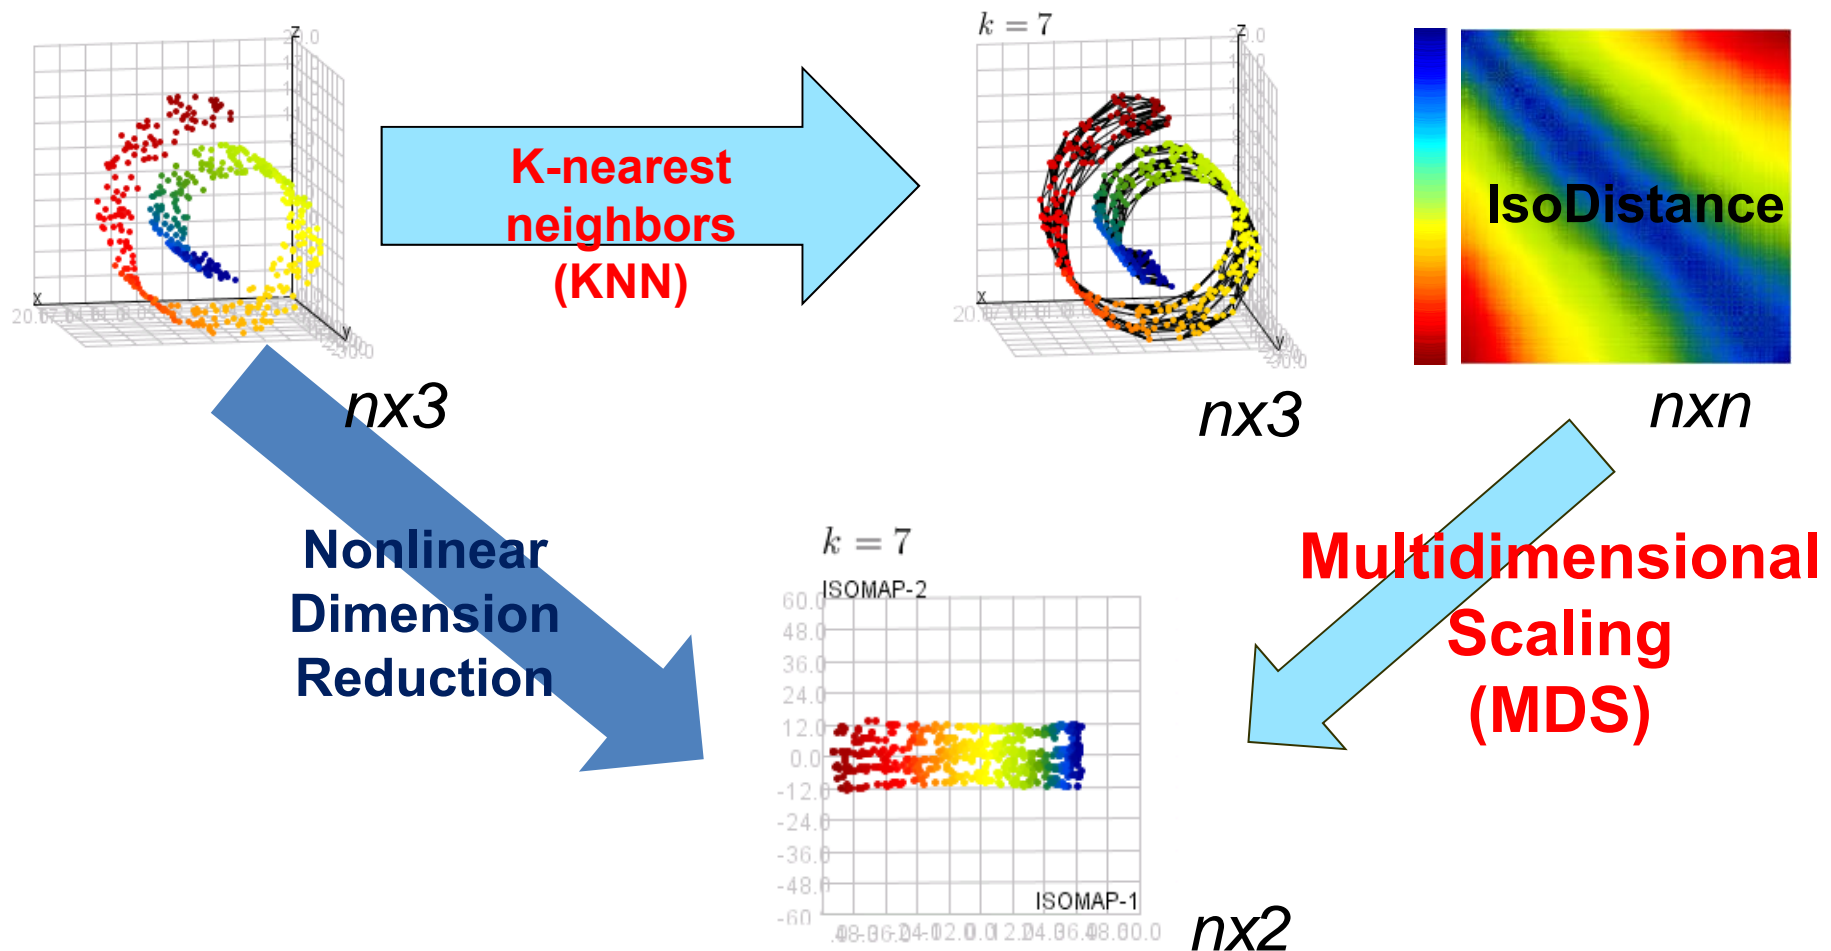 k = 7
K-nearest
neighbors
(KNN)
IsoDistance
z
x
y
z
x
y
nx3
nx3
nxn
Nonlinear
Dimension
Reduction
k = 7
ISOMAP-2
60.0
48.0
36.0
24.0
12.0
0.0
-12.0
-24.0
-36.0
-48.0
-60
ISOMAP-1
nx2
Multidimensional
Scaling
(MDS)